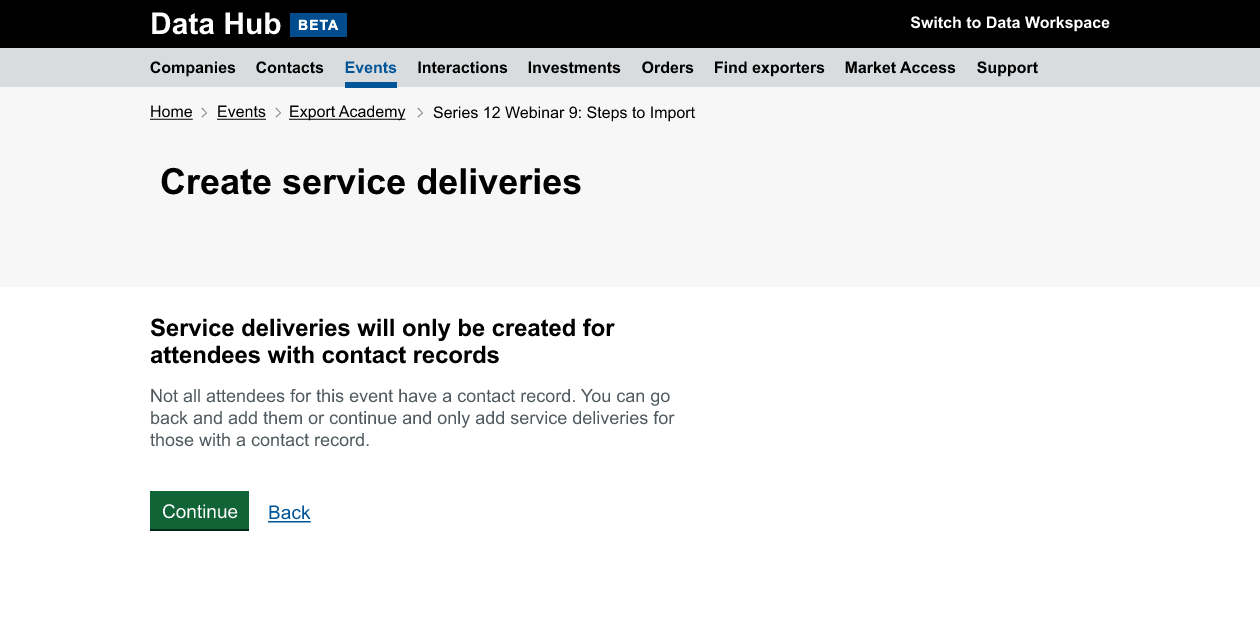 Data Hub BETA Switch to Data Workspace
Companies Contacts Events Interactions Investments Orders Find exporters Market Access Support
Home Events Export Academy Series 12 Webinar 9: Steps to Import
Create service deliveries
Service deliveries will only be created for
attendees with contact records
Not all attendees for this event have a contact record. You can go
back and add them or continue and only add service deliveries for
those with a contact record.
Continue Back